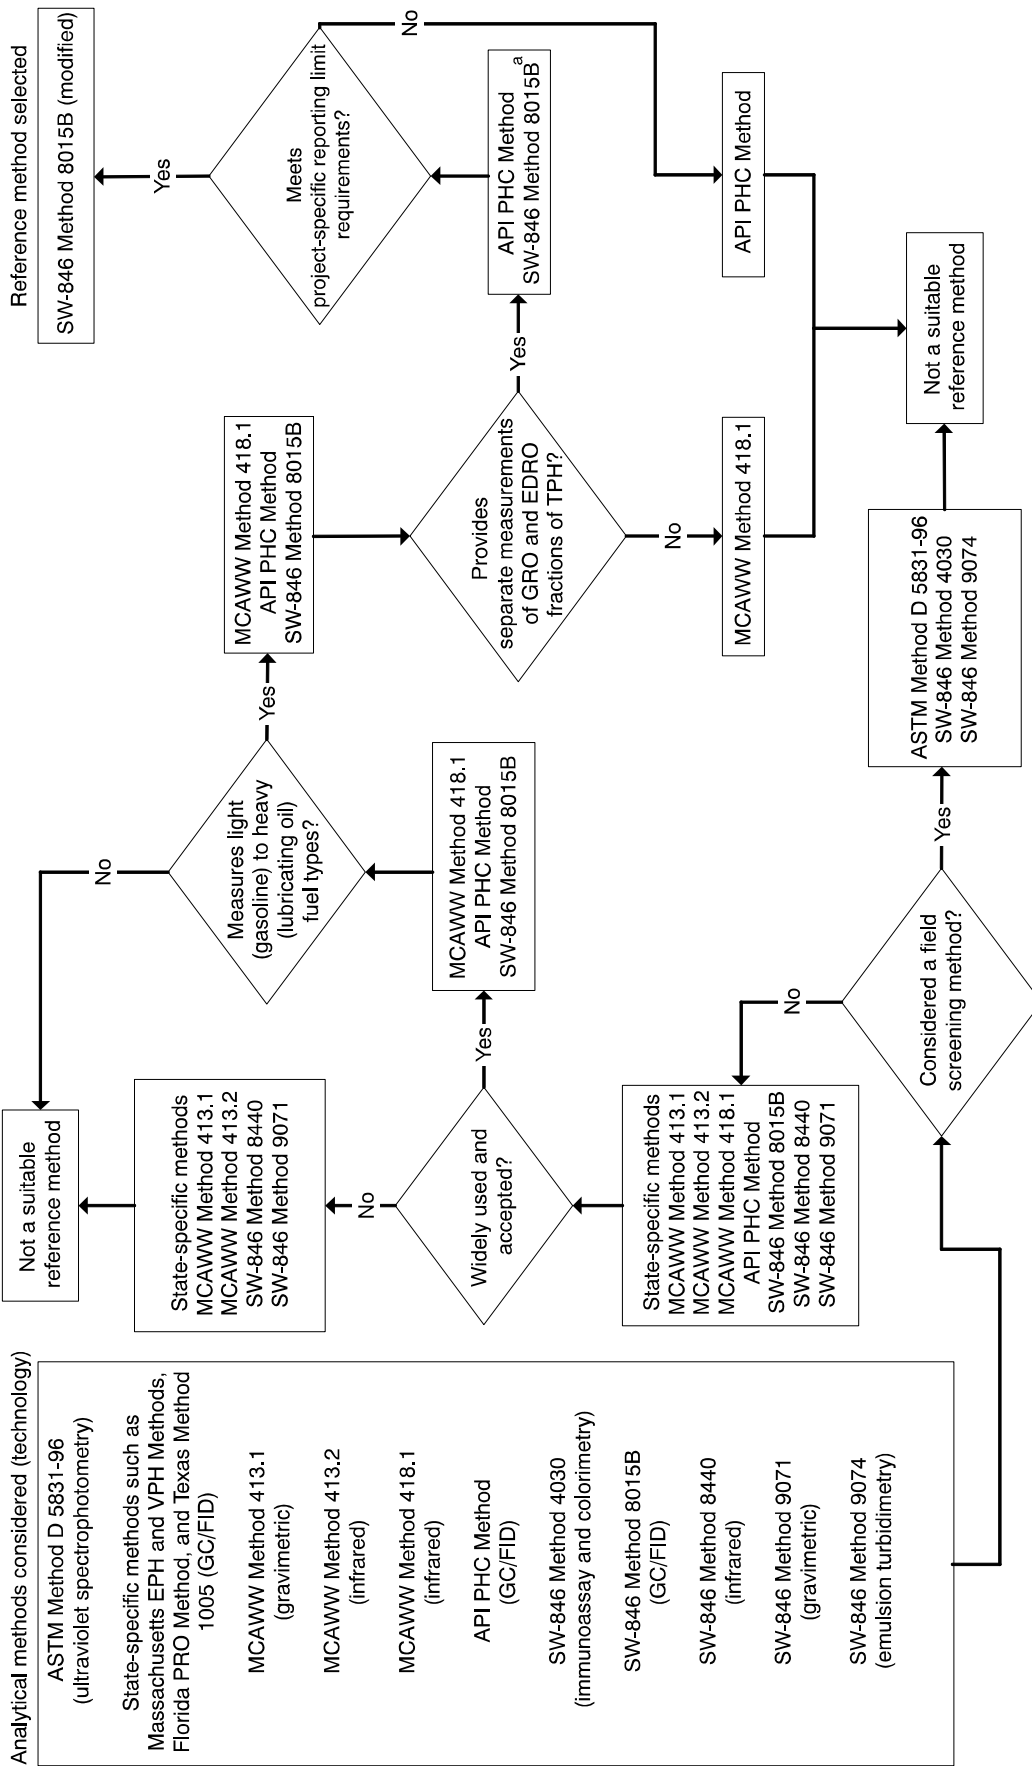 Analytical methods considered (technology)
ASTM Method D 5831-96
(ultraviolet spectrophotometry)
State-specific methods such as
Massachusetts EPH and VPH Methods,
Florida PRO Method, and Texas Method
1005 (GC/FID)
MCAWW Method 413.1
(gravimetric)
MCAWW Method 413.2
(infrared)
MCAWW Method 418.1
(infrared)
API PHC Method
(GC/FID)
SW-846 Method 4030
(immunoassay and colorimetry)
SW-846 Method 8015B
(GC/FID)
SW-846 Method 8440
(infrared)
SW-846 Method 9071
(gravimetric)
SW-846 Method 9074
(emulsion turbidimetry)
Considered a field
screening method?
Yes
ASTM Method D 5831-96
SW-846 Method 4030
SW-846 Method 9074
Not a suitable
reference method
No
State-specific methods
MCAWW Method 413.1
MCAWW Method 413.2
MCAWW Method 418.1
API PHC Method
SW-846 Method 8015B
SW-846 Method 8440
SW-846 Method 9071
Widely used and
accepted?
No
State-specific methods
MCAWW Method 413.1
MCAWW Method 413.2
SW-846 Method 8440
SW-846 Method 9071
Not a suitable
reference method
Yes
MCAWW Method 418.1
API PHC Method
SW-846 Method 8015B
Measures light
(gasoline) to heavy
(lubricating oil)
fuel types?
No
Yes
MCAWW Method 418.1
API PHC Method
SW-846 Method 8015B
Provides
separate measurements
of GRO and EDRO
fractions of TPH?
No
MCAWW Method 418.1
Yes
API PHC Method
SW-846 Method 8015B a
Meets
project-specific reporting limit
requirements?
No
API PHC Method
Yes
Reference method selected
SW-846 Method 8015B (modified)